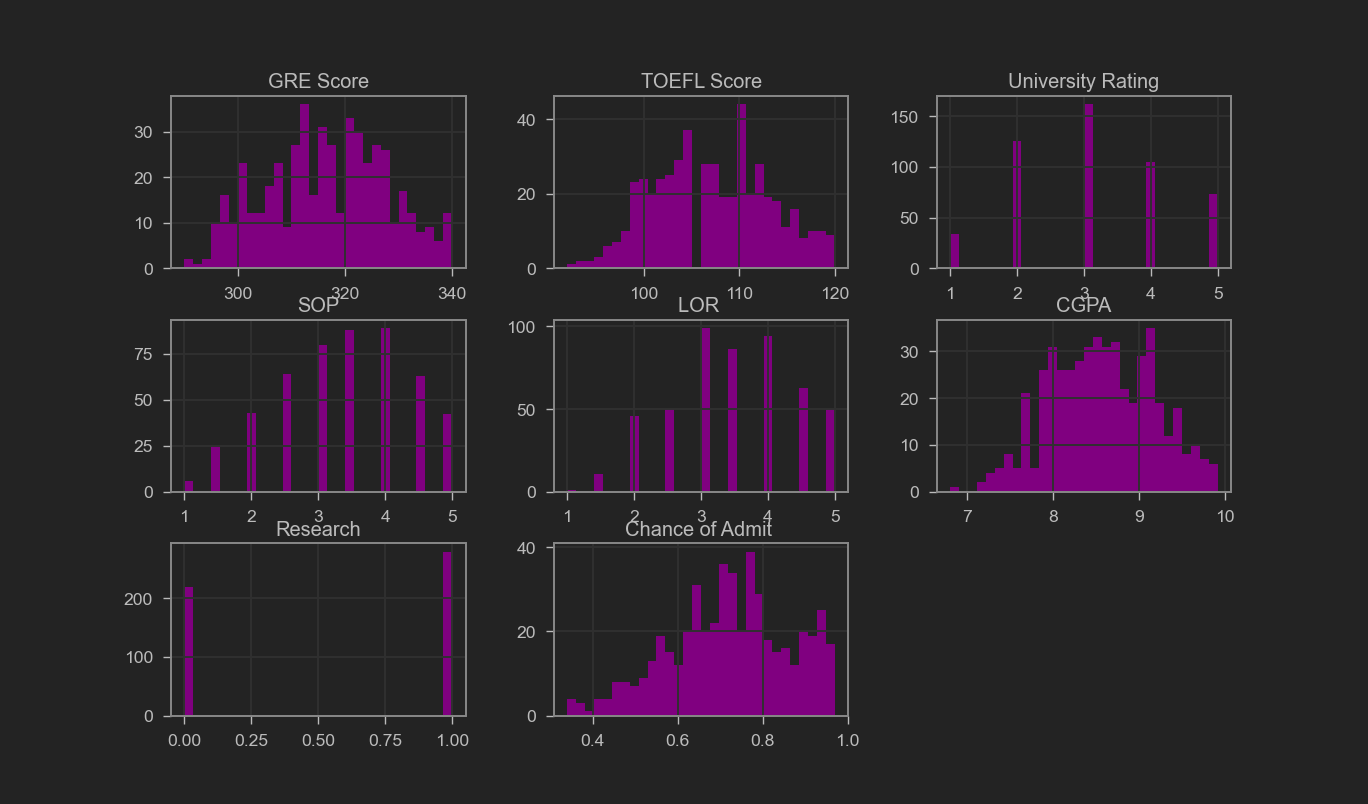 GRE Score
30
20
10
0
300 320 340
TOEFL Score
40
20
0
100 110 120
University Rating
150
100
50
0
1 2 3 4 5
SOP
75
50
25
0
1 2 3 4 5
LOR
100
50
0
1 2 3 4 5
CGPA
30
20
10
0
7 8 9 10
Research
200
100
0
0.00 0.25 0.50 0.75 1.00
Chance of Admit
40
20
0
0.4 0.6 0.8 1.0